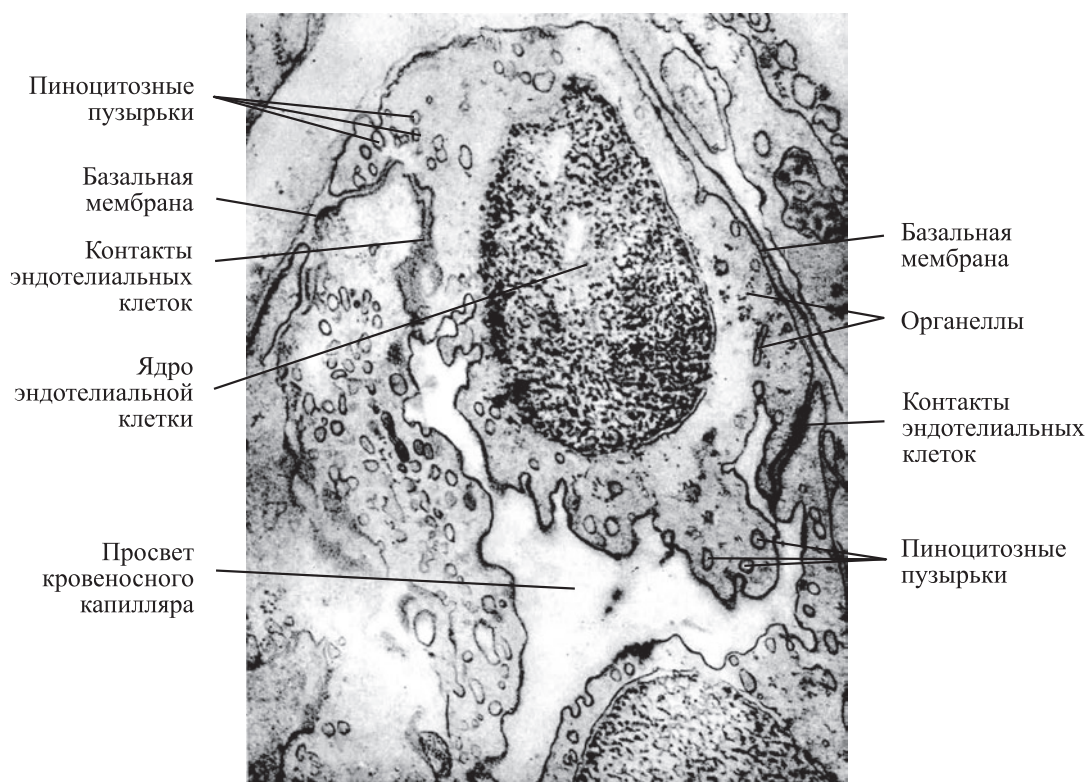 Пиноцитозные
пузырьки
Базальная
мембрана
Контакты
эндотелиальных
клеток
Ядро
эндотелиальной
клетки
Просвет
кровеносного
капилляра
Базальная
мембрана
Органеллы
Контакты
эндотелиальных
клеток
Пиноцитозные
пузырьки